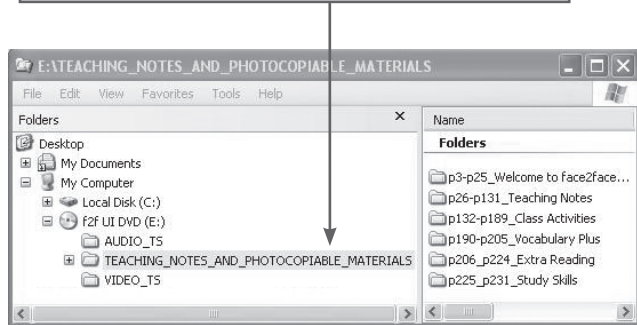 E:\TEACHING_NOTES_AND_PHOTOCOPIABLE_MATERIALS
File Edit View Favorites Tools Help
Folders
Desktop
My Documents
My Computer
Local Disk (C:)
f2f UI DVD (E:)
AUDIO_TS
TEACHING_NOTES_AND_PHOTOCOPIABLE_MATERIALS
VIDEO_TS
Name
Folders
p3-p25_Welcome to face2face...
p26-p131_Teaching Notes
p132-p189_Class Activities
p190-p205_Vocabulary Plus
p206_p224_Extra Reading
p225_p231_Study Skills